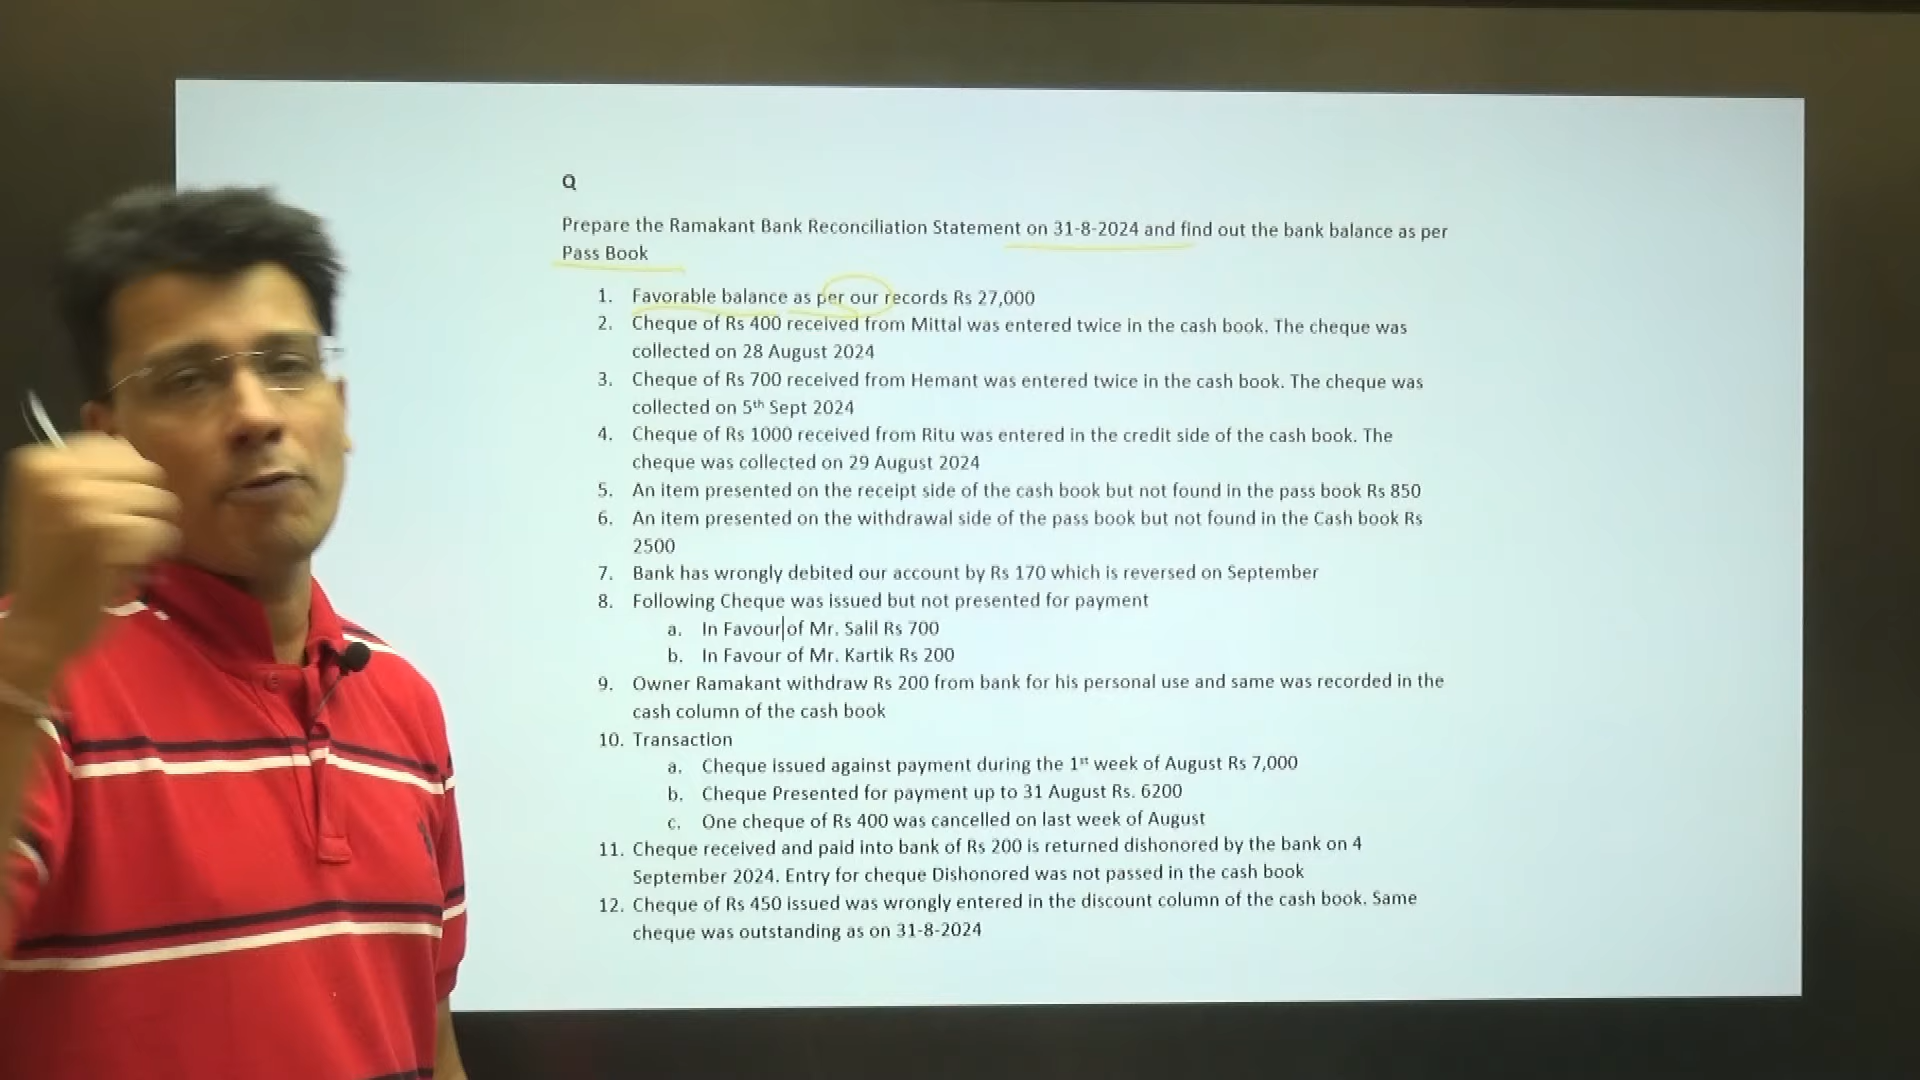 Q
Prepare the Ramakant Bank Reconciliation Statement on 31-8-2024 and find out the bank balance as per
Pass Book
1. Favorable balance as per our records Rs 27,000
2. Cheque of Rs 400 received from Mittal was entered twice in the cash book. The cheque was
collected on 28 August 2024
3. Cheque of Rs 700 received from Hemant was entered twice in the cash book. The cheque was
collected on 5th Sept 2024
4. Cheque of Rs 1000 received from Ritu was entered in the credit side of the cash book. The
cheque was collected on 29 August 2024
5. An item presented on the receipt side of the cash book but not found in the pass book Rs 850
6. An item presented on the withdrawal side of the pass book but not found in the Cash book Rs
2500
7. Bank has wrongly debited our account by Rs 170 which is reversed on September
8. Following Cheque was issued but not presented for payment
a. In Favour of Mr. Salil Rs 700
b. In Favour of Mr. Kartik Rs 200
9. Owner Ramakant withdraw Rs 200 from bank for his personal use and same was recorded in the
cash column of the cash book
10. Transaction
a. Cheque issued against payment during the 1st week of August Rs 7,000
b. Cheque Presented for payment up to 31 August Rs. 6200
c. One cheque of Rs 400 was cancelled on last week of August
11. Cheque received and paid into bank of Rs 200 is returned dishonored by the bank on 4
September 2024. Entry for cheque Dishonored was not passed in the cash book
12. Cheque of Rs 450 issued was wrongly entered in the discount column of the cash book. Same
cheque was outstanding as on 31-8-2024